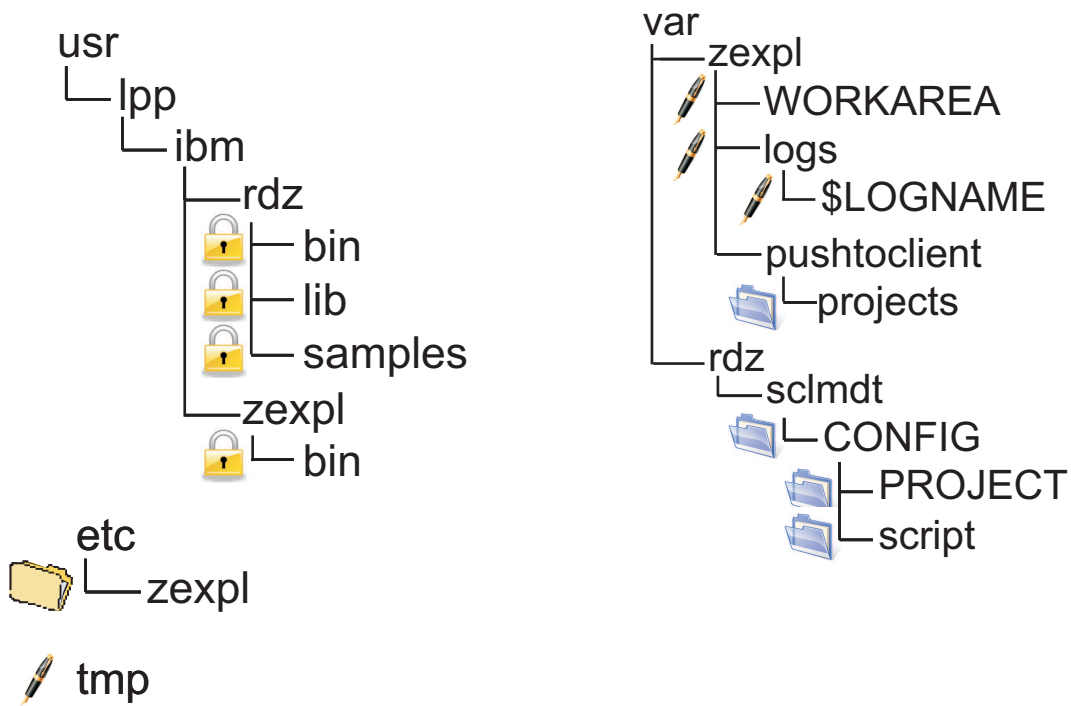 usr
lpp
ibm
rdz
bin
lib
samples
zexpl
bin
etc
zexpl
tmp
var
zexpl
WORKAREA
logs
$LOGNAME
pushtoclient
projects
rdz
sclmdt
CONFIG
PROJECT
script